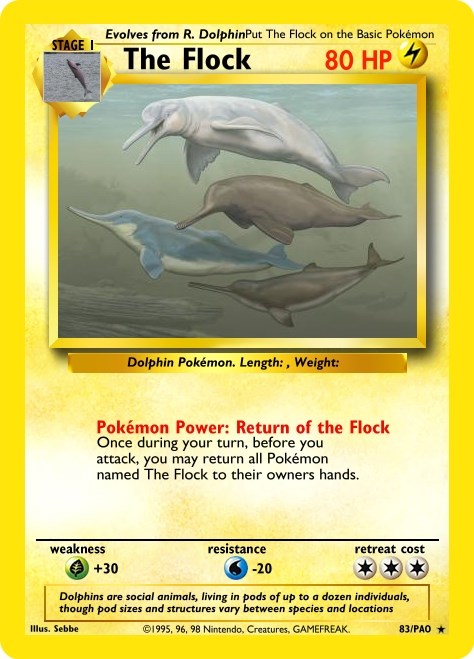 Evolves from R. DolphinPut The Flock on the Basic Pokémon
STAGE I
The Flock 80 HP
Dolphin Pokémon. Length: , Weight:
Pokémon Power: Return of the Flock
Once during your turn, before you
attack, you may return all Pokémon
named The Flock to their owners hands.
weakness resistance retreat cost
+30 -20
Dolphins are social animals, living in pods of up to a dozen individuals,
though pod sizes and structures vary between species and locations
Illus. Sebbe ©1995, 96, 98 Nintendo, Creatures, GAMEFREAK. 83/PAO ★